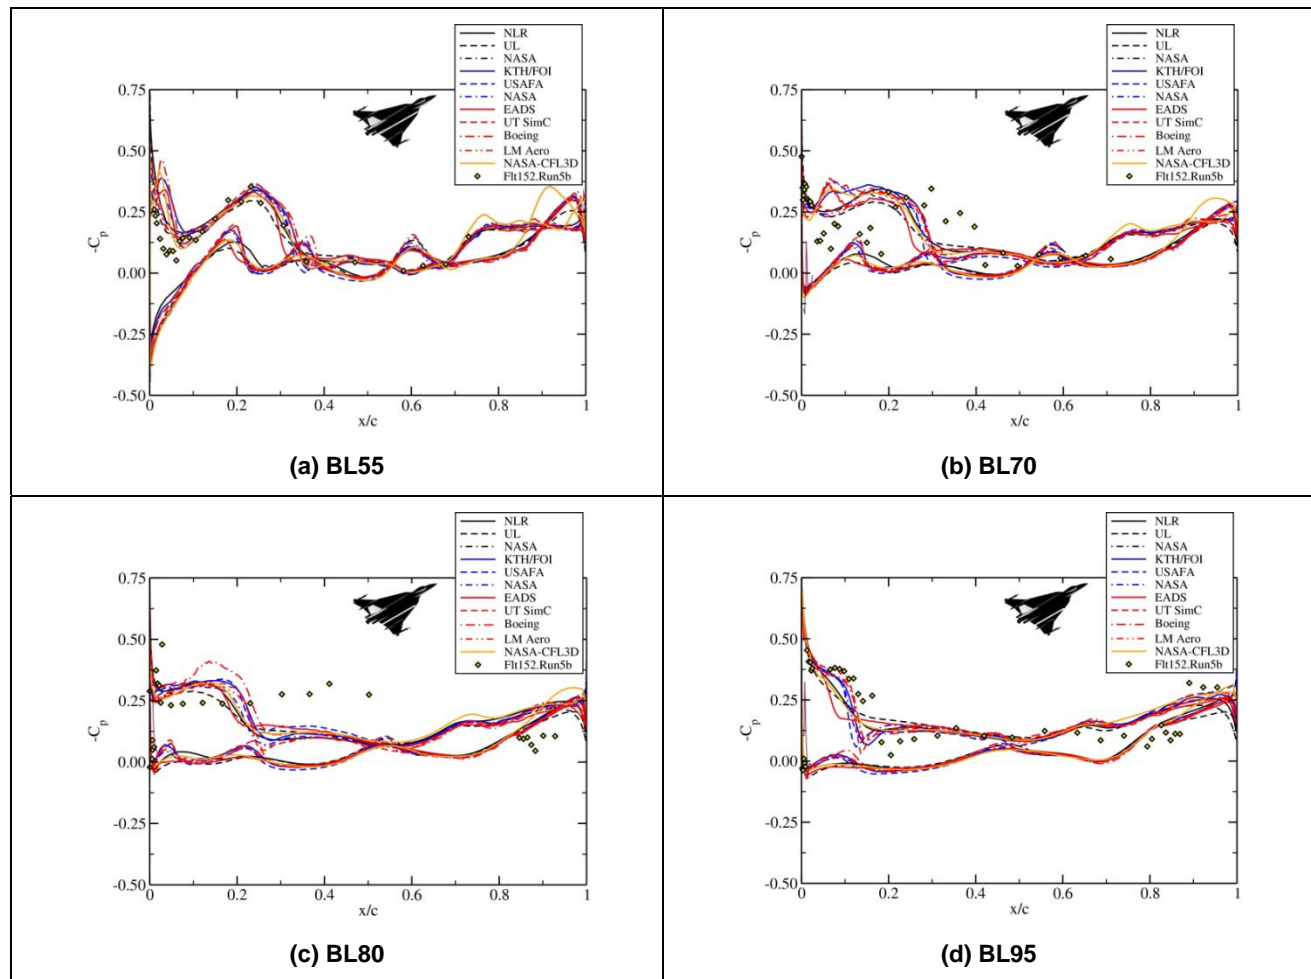 NLR
UL
NASA
KTH/FOI
USAFA
NASA
EADS
UT SimC
Boeing
LM Aero
NASA-CFL3D
Flt152.Run5b
0.75
0.50
0.25
0.00
-0.25
-0.50
-Cp
0
0.2
0.4
0.6
0.8
1
x/c
(a) BL55
NLR
UL
NASA
KTH/FOI
USAFA
NASA
EADS
UT SimC
Boeing
LM Aero
NASA-CFL3D
Flt152.Run5b
0.75
0.50
0.25
0.00
-0.25
-0.50
-Cp
0
0.2
0.4
0.6
0.8
1
x/c
(b) BL70
NLR
UL
NASA
KTH/FOI
USAFA
NASA
EADS
UT SimC
Boeing
LM Aero
NASA-CFL3D
Flt152.Run5b
0.75
0.50
0.25
0.00
-0.25
-0.50
-Cp
0
0.2
0.4
0.6
0.8
1
x/c
(c) BL80
NLR
UL
NASA
KTH/FOI
USAFA
NASA
EADS
UT SimC
Boeing
LM Aero
NASA-CFL3D
Flt152.Run5b
0.75
0.50
0.25
0.00
-0.25
-0.50
-Cp
0
0.2
0.4
0.6
0.8
1
x/c
(d) BL95